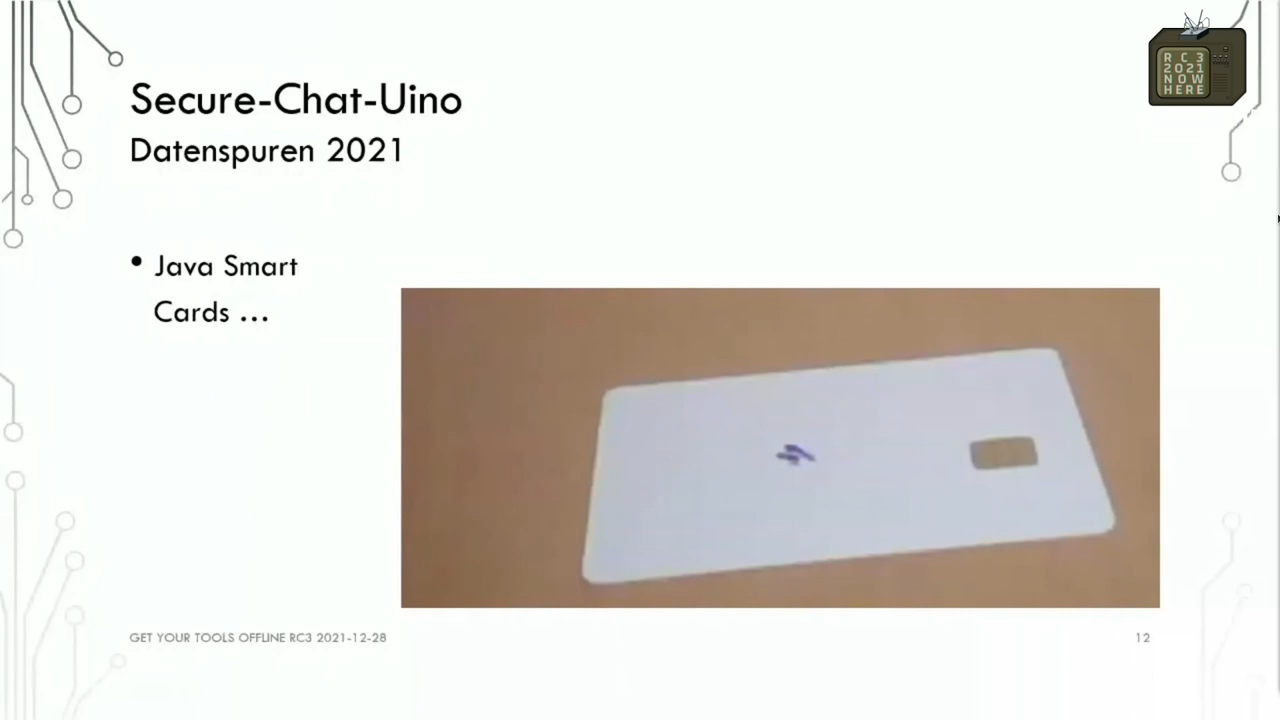 Secure-Chat-Uino
Datenspuren 2021
• Java Smart
Cards ...
GET YOUR TOOLS OFFLINE RC3 2021-12-28
12
R C 3
2021
NOW
HERE